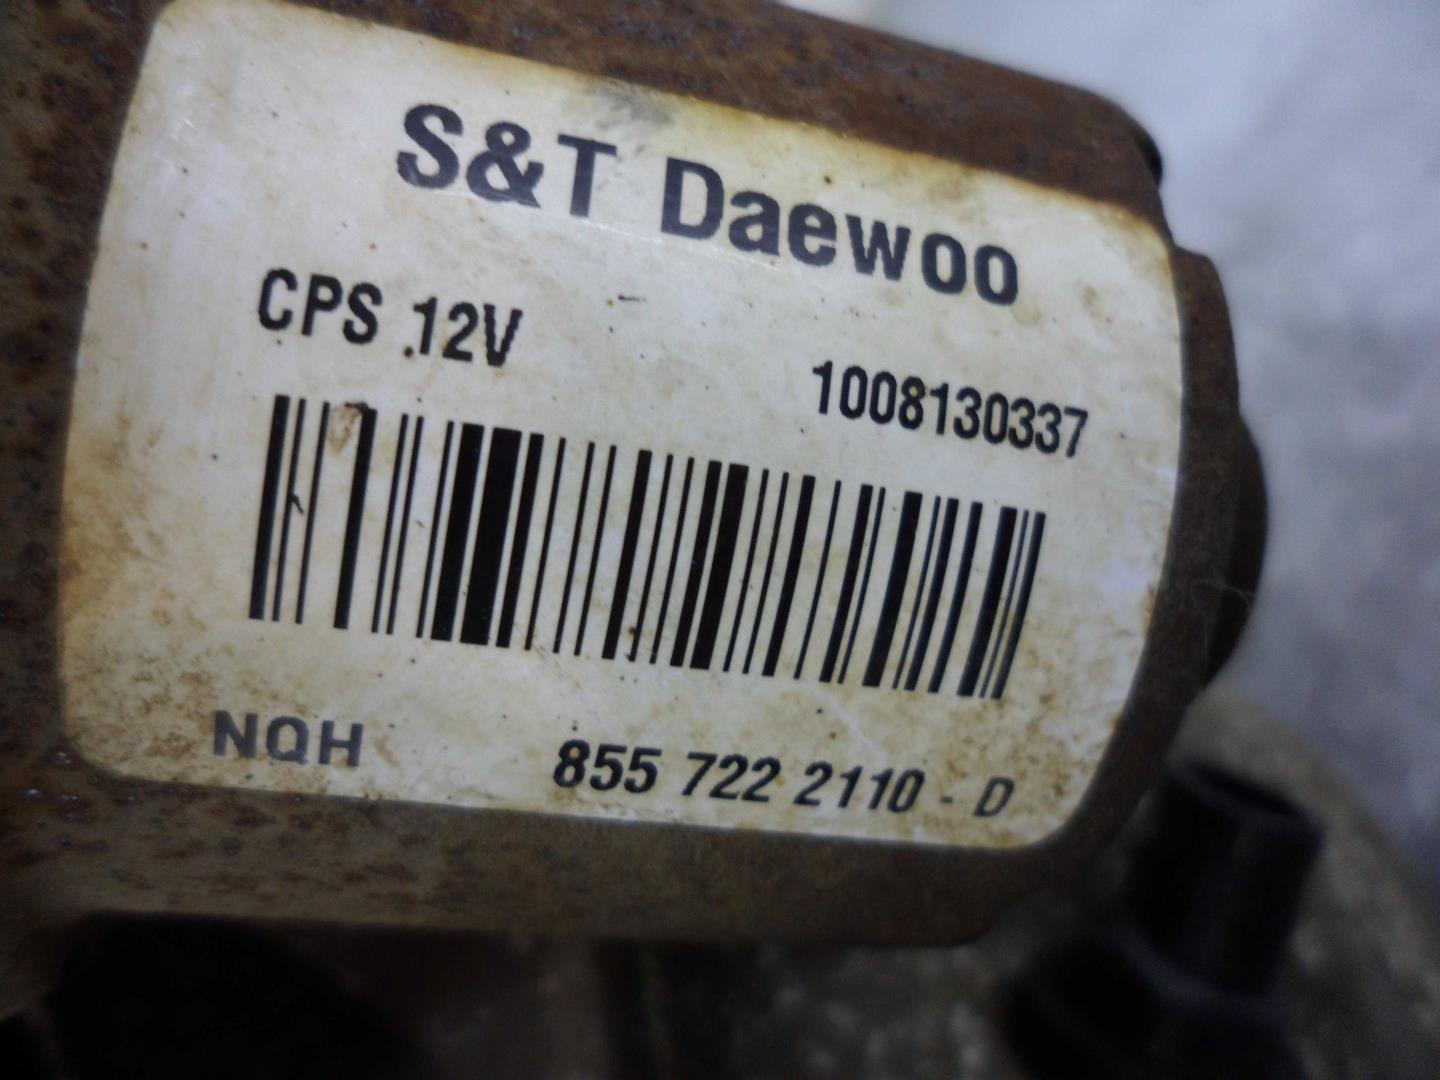 S&T Daewoo
CPS 12V
1008130337
NQH 855 722 2110 - D